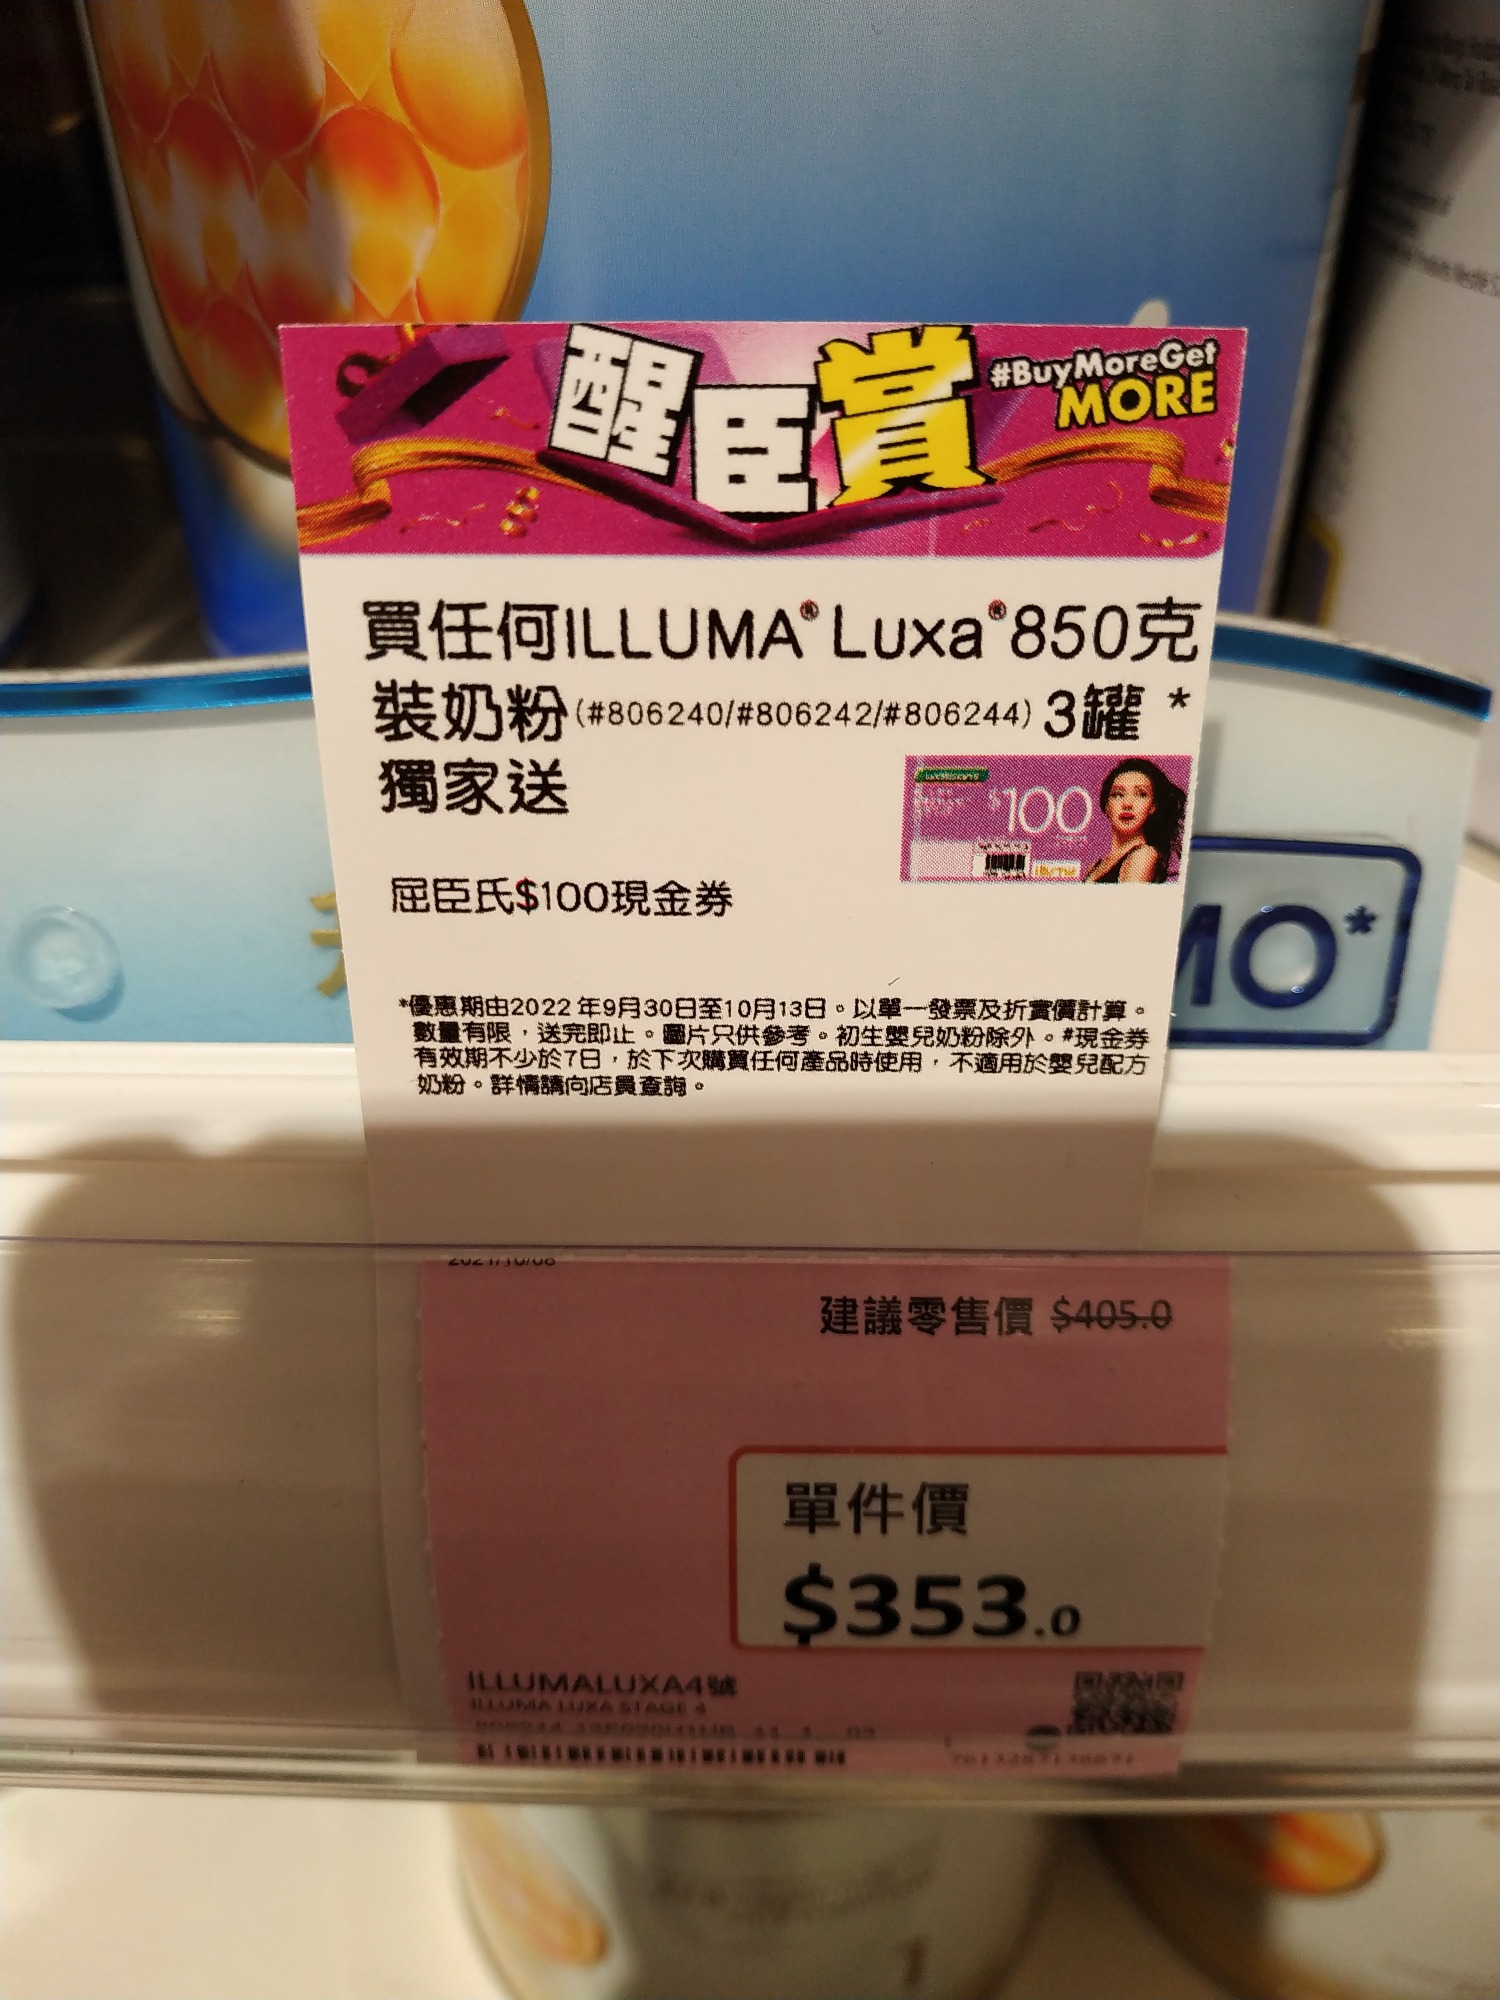 醒臣賞
#BuyMoreGet
MORE
買任何ILLUMA® Luxa® 850克
裝奶粉(#806240/#806242/#806244) 3罐 *
獨家送
$100
屈臣氏$100現金券
MO*
*優惠期由2022年9月30日至10月13日。以單一發票及折實價計算。
數量有限,送完即止。圖片只供參考。初生嬰兒奶粉除外。#現金券
有效期不少於7日,於下次購買任何產品時使用,不適用於嬰兒配方
奶粉。詳情請向店員查詢。
2021/10/08
建議零售價 $405.0
單件價
$353.0
ILLUMALUXA4號
ILLUMA LUXA STAGE 4